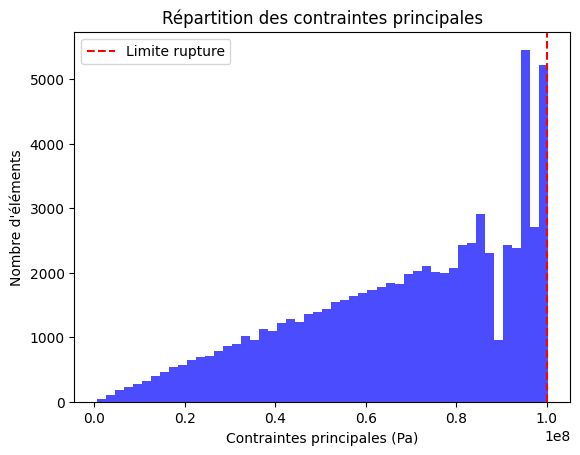 Répartition des contraintes principales
Limite rupture
Nombre d'éléments
5000
4000
3000
2000
1000
0
0.0 0.2 0.4 0.6 0.8 1.0
1e8
Contraintes principales (Pa)